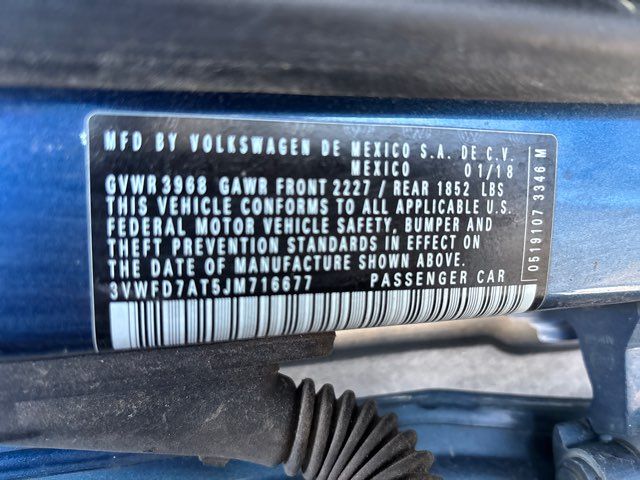 MFD BY VOLKSWAGEN DE MEXICO S.A. DE C.V.
MEXICO 01/18
GVWR 3968 GAWR FRONT 2227 / REAR 1852 LBS
THIS VEHICLE CONFORMS TO ALL APPLICABLE U.S.
FEDERAL MOTOR VEHICLE SAFETY, BUMPER AND
THEFT PREVENTION STANDARDS IN EFFECT ON
THE DATE OF MANUFACTURE SHOWN ABOVE.
3VWFD7AT5JM716677 PASSENGER CAR
0519107 3346 M